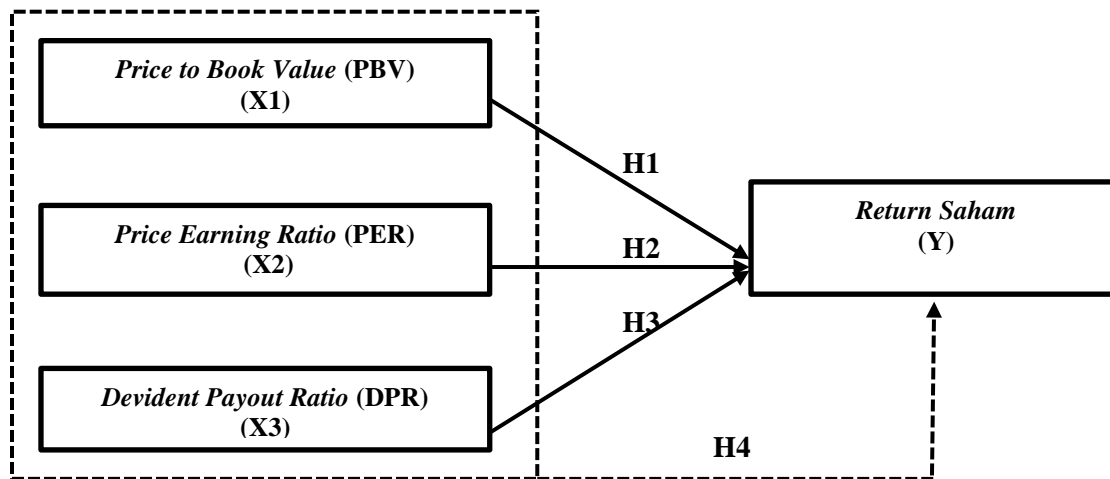 Price to Book Value (PBV)
(X1)
H1
Return Saham
(Y)
Price Earning Ratio (PER)
(X2)
H2
H3
Devident Payout Ratio (DPR)
(X3)
H4